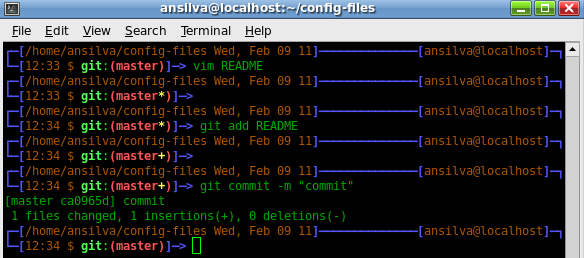 ansilva@localhost:~/config-files
File Edit View Search Terminal Help
┌─[/home/ansilva/config-files Wed, Feb 09 11]───────────────[ansilva@localhost]─┐
└─[12:33 $ git:(master)]─> vim README
┌─[/home/ansilva/config-files Wed, Feb 09 11]───────────────[ansilva@localhost]─┐
└─[12:33 $ git:(master*)]─>
┌─[/home/ansilva/config-files Wed, Feb 09 11]───────────────[ansilva@localhost]─┐
└─[12:34 $ git:(master*)]─> git add README
┌─[/home/ansilva/config-files Wed, Feb 09 11]───────────────[ansilva@localhost]─┐
└─[12:34 $ git:(master+)]─>
┌─[/home/ansilva/config-files Wed, Feb 09 11]───────────────[ansilva@localhost]─┐
└─[12:34 $ git:(master+)]─> git commit -m "commit"
[master ca0965d] commit
 1 files changed, 1 insertions(+), 0 deletions(-)
┌─[/home/ansilva/config-files Wed, Feb 09 11]───────────────[ansilva@localhost]─┐
└─[12:34 $ git:(master)]─>